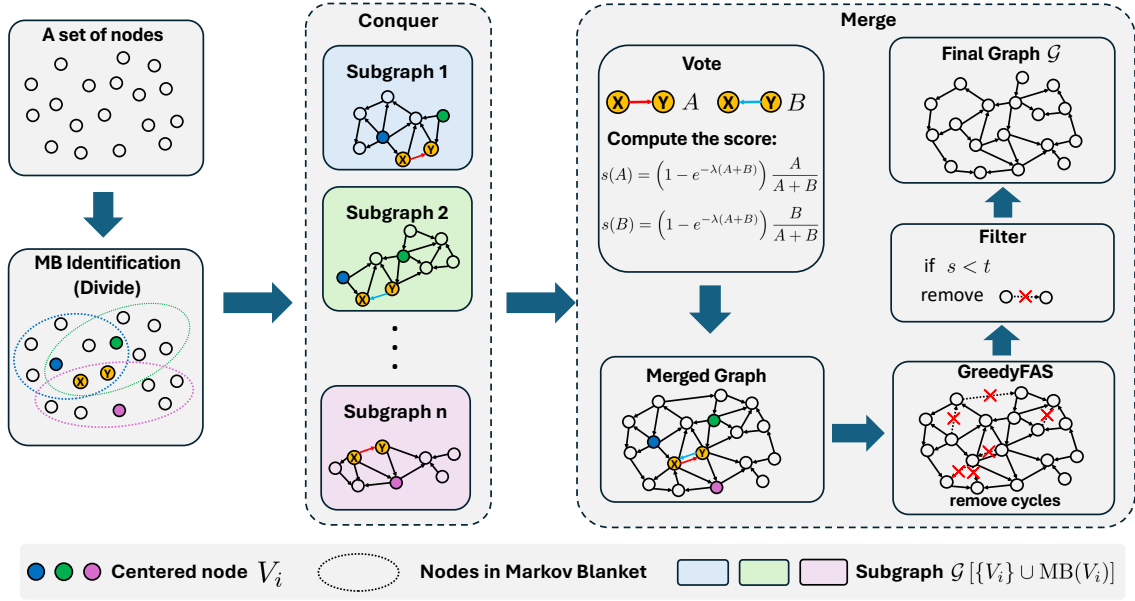 A set of nodes
MB Identification
(Divide)
X
Y
Conquer
Subgraph 1
X
Y
Subgraph 2
X
Y
Subgraph n
X
Y
Merge
Vote
X Y A X Y B
Compute the score:
s(A) = (1 − e^{−λ(A+B)}) A/(A + B)
s(B) = (1 − e^{−λ(A+B)}) B/(A + B)
Merged Graph
X
Y
GreedyFAS
remove cycles
Filter
if s < t
remove
Final Graph 𝒢
Centered node V_i
Nodes in Markov Blanket
Subgraph 𝒢 [{V_i} ∪ MB(V_i)]